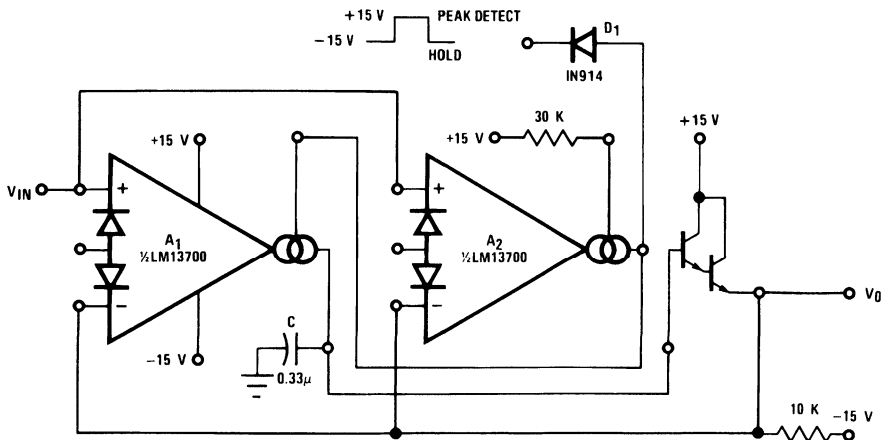 +15 V
PEAK DETECT
-15 V
HOLD
D1
IN914
+15 V
+15 V
30 K
+15 V
VIN
+
A1
½LM13700
-
+
A2
½LM13700
-
VO
-15 V
C
0.33μ
10 K
-15 V